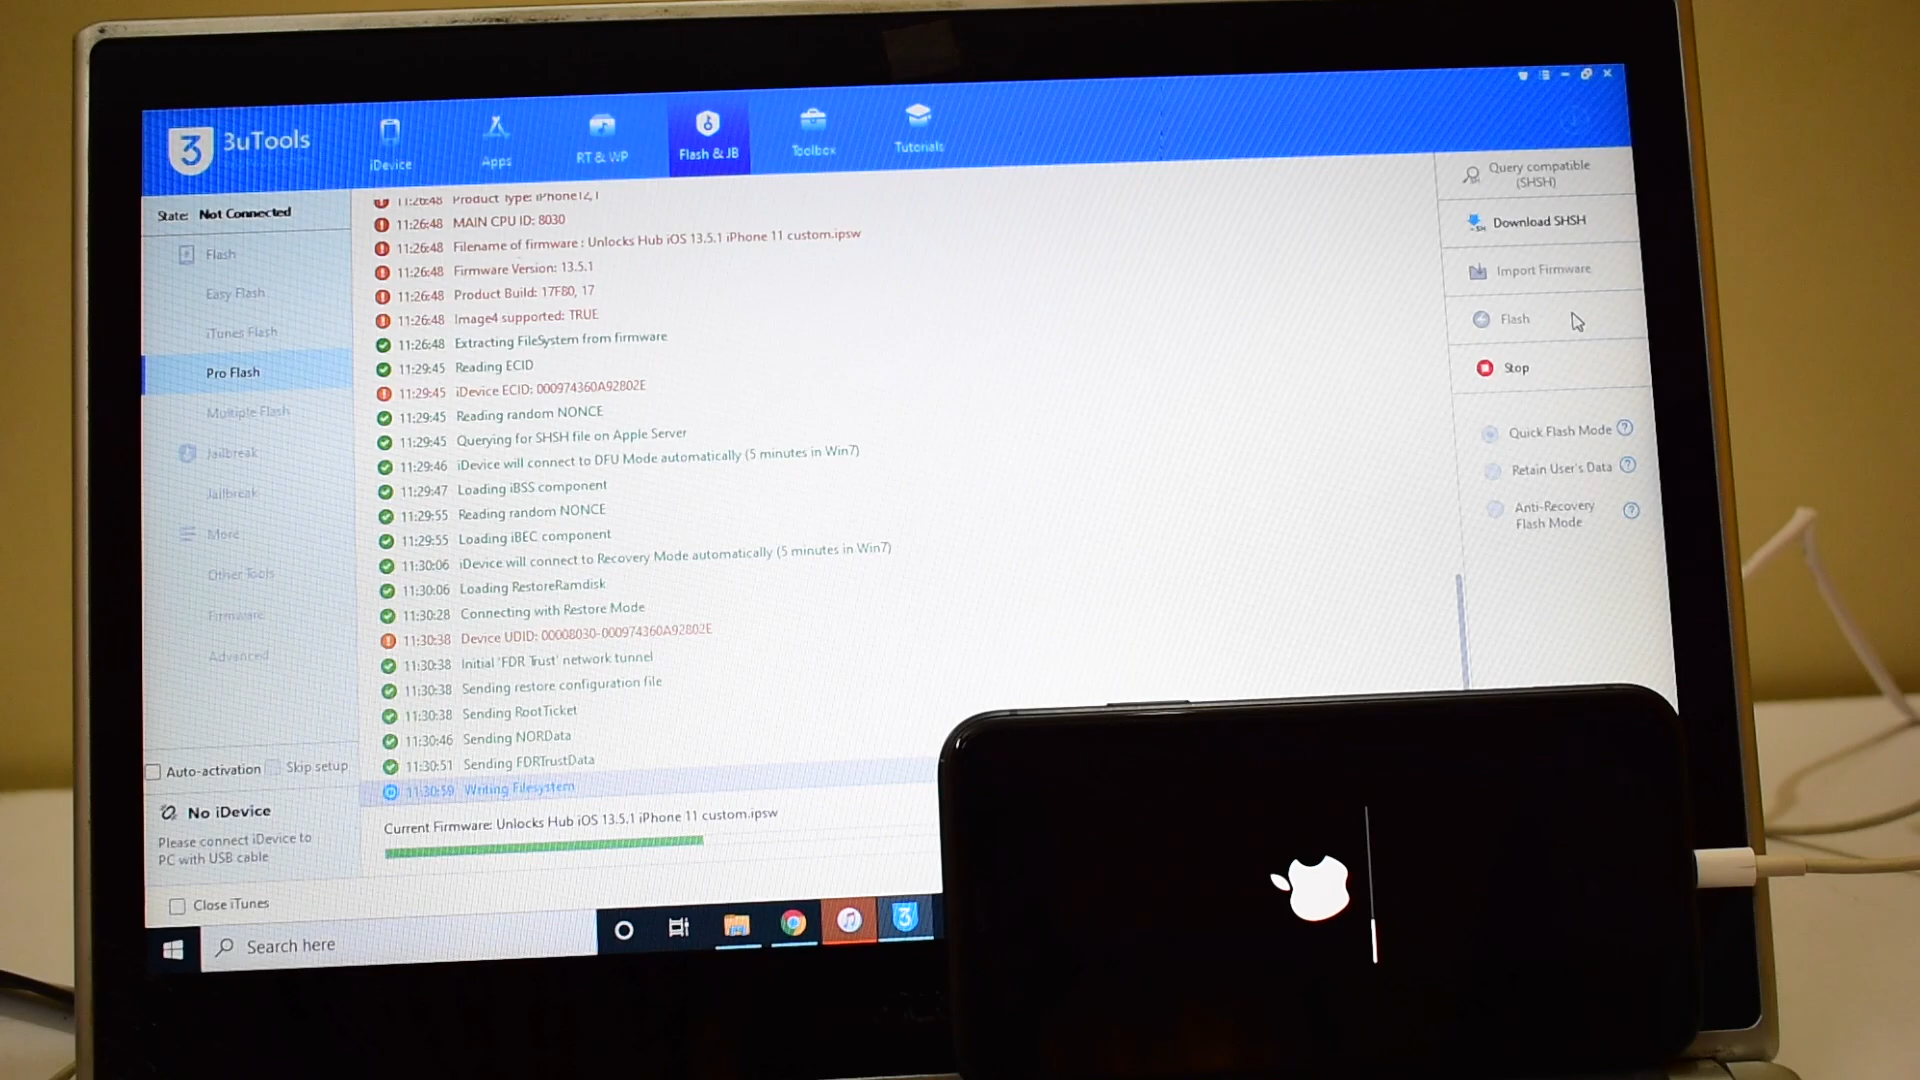 3 3uTools
iDevice
Apps
RT & WP
Flash & JB
Toolbox
Tutorials
State: Not Connected
Flash
Easy Flash
iTunes Flash
Pro Flash
Multiple Flash
Jailbreak
Jailbreak
More
Other Tools
Firmware
Advanced
Auto-activation Skip setup
No iDevice
Please connect iDevice to
PC with USB cable
Close iTunes
11:26:48 Product Type: iPhone12,1
11:26:48 MAIN CPU ID: 8030
11:26:48 Filename of firmware : Unlocks Hub iOS 13.5.1 iPhone 11 custom.ipsw
11:26:48 Firmware Version: 13.5.1
11:26:48 Product Build: 17F80, 17
11:26:48 Image4 supported: TRUE
11:26:48 Extracting FileSystem from firmware
11:29:45 Reading ECID
11:29:45 iDevice ECID: 000974360A92802E
11:29:45 Reading random NONCE
11:29:45 Querying for SHSH file on Apple Server
11:29:46 iDevice will connect to DFU Mode automatically (5 minutes in Win7)
11:29:47 Loading iBSS component
11:29:55 Reading random NONCE
11:29:55 Loading iBEC component
11:30:06 iDevice will connect to Recovery Mode automatically (5 minutes in Win7)
11:30:06 Loading RestoreRamdisk
11:30:28 Connecting with Restore Mode
11:30:38 Device UDID: 00008030-000974360A92802E
11:30:38 Initial 'FDR Trust' network tunnel
11:30:38 Sending restore configuration file
11:30:38 Sending RootTicket
11:30:46 Sending NORData
11:30:51 Sending FDRTrustData
11:30:59 Writing Filesystem
Current Firmware: Unlocks Hub iOS 13.5.1 iPhone 11 custom.ipsw
Query compatible
(SHSH)
Download SHSH
Import Firmware
Flash
Stop
Quick Flash Mode ?
Retain User's Data ?
Anti-Recovery
Flash Mode ?
Search here
3